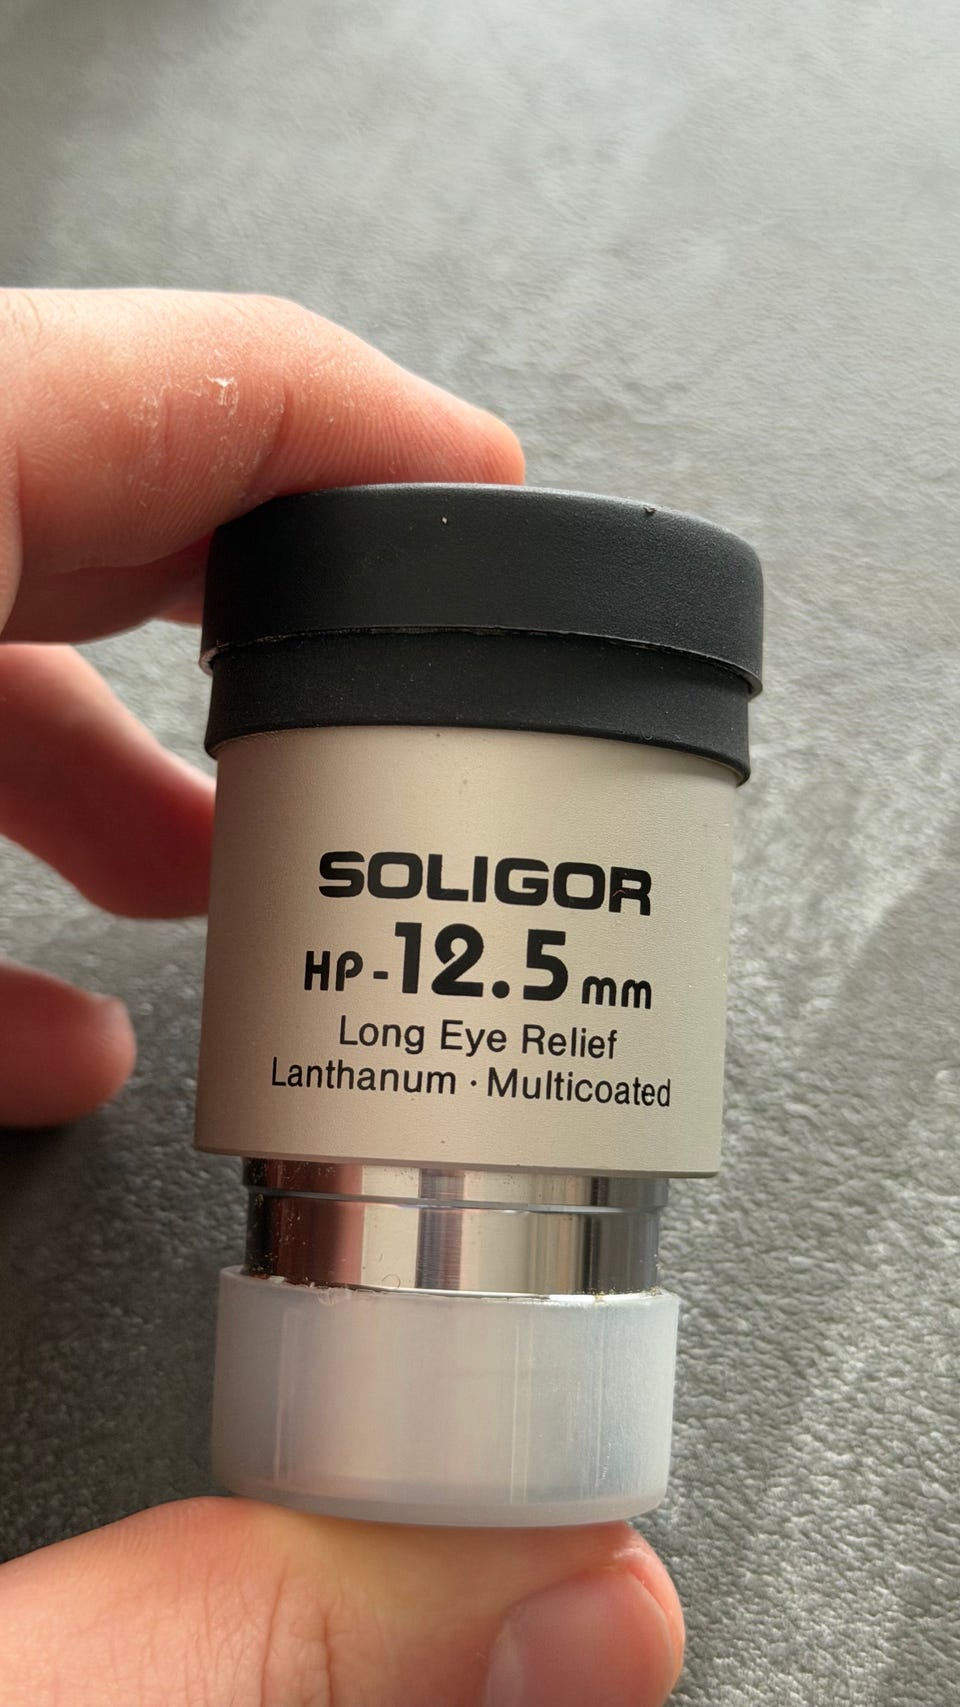 SOLIGOR
HP-12.5mm
Long Eye Relief
Lanthanum · Multicoated